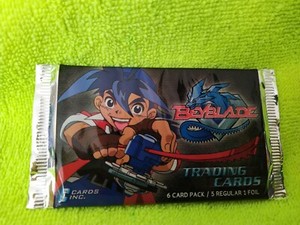 BEYBLADE
TRADING
CARDS
CARDS
INC.
6 CARD PACK / 5 REGULAR 1 FOIL